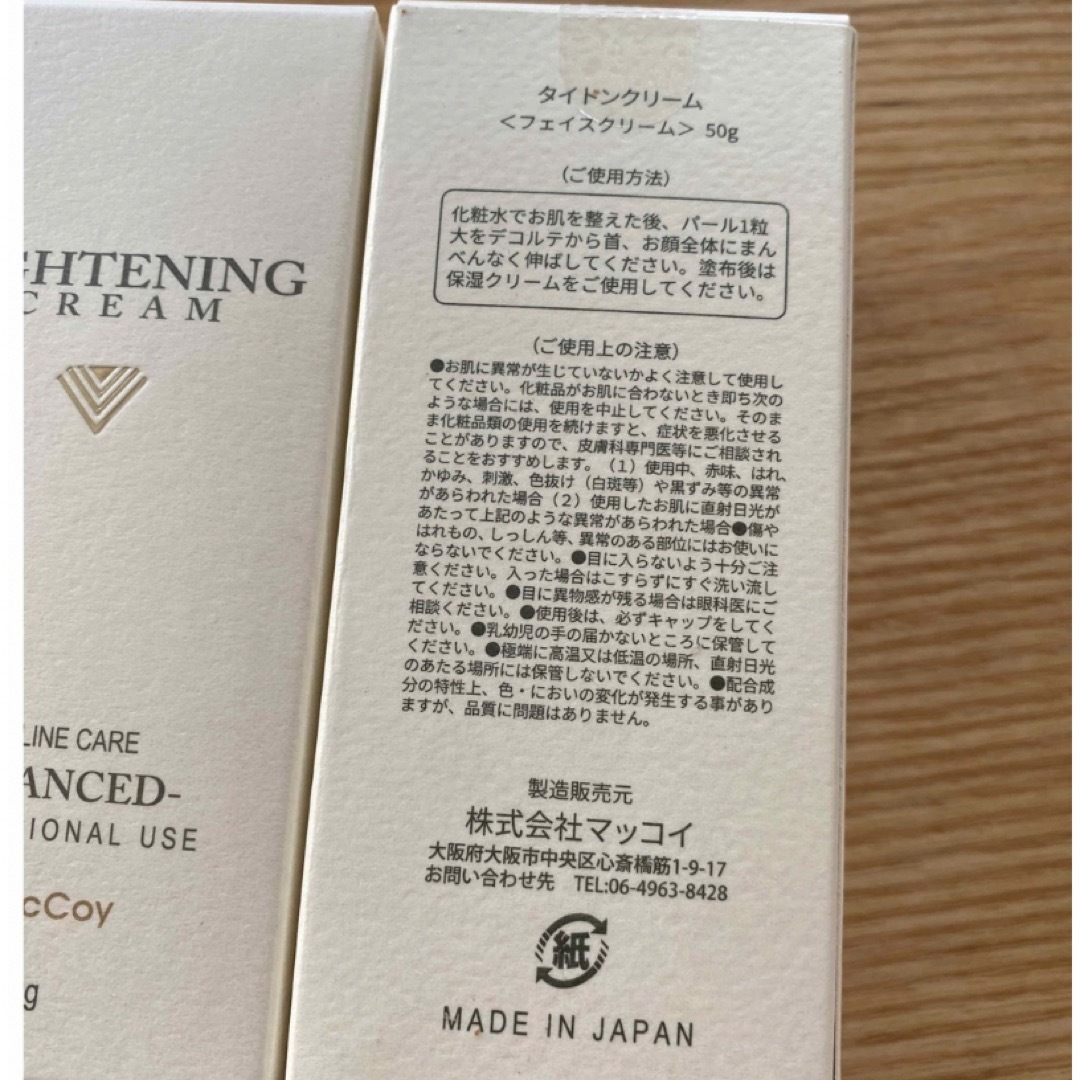 GHTENING
CREAM
LINE CARE
ANCED-
IONAL USE
cCoy
g
タイトンクリーム
＜フェイスクリーム＞ 50g
（ご使用方法）
化粧水でお肌を整えた後、パール1粒
大をデコルテから首、お顔全体にまん
べんなく伸ばしてください。塗布後は
保湿クリームをご使用してください。
（ご使用上の注意）
●お肌に異常が生じていないかよく注意して使用し
てください。化粧品がお肌に合わないとき即ち次の
ような場合には、使用を中止してください。そのま
ま化粧品類の使用を続けますと、症状を悪化させる
ことがありますので、皮膚科専門医等にご相談され
ることをおすすめします。（1）使用中、赤味、はれ、
かゆみ、刺激、色抜け（白斑等）や黒ずみ等の異常
があらわれた場合（2）使用したお肌に直射日光が
あたって上記のような異常があらわれた場合●傷や
はれもの、しっしん等、異常のある部位にはお使いに
ならないでください。●目に入らないよう十分ご注
意ください。入った場合はこすらずにすぐ洗い流し
てください。●目に異物感が残る場合は眼科医にご
相談ください。●使用後は、必ずキャップをしてく
ださい。●乳幼児の手の届かないところに保管して
ください。●極端に高温又は低温の場所、直射日光
のあたる場所には保管しないでください。●配合成
分の特性上、色・においの変化が発生する事があり
ますが、品質に問題はありません。
製造販売元
株式会社マッコイ
大阪府大阪市中央区心斎橋筋1-9-17
お問い合わせ先 TEL:06-4963-8428
紙
MADE IN JAPAN